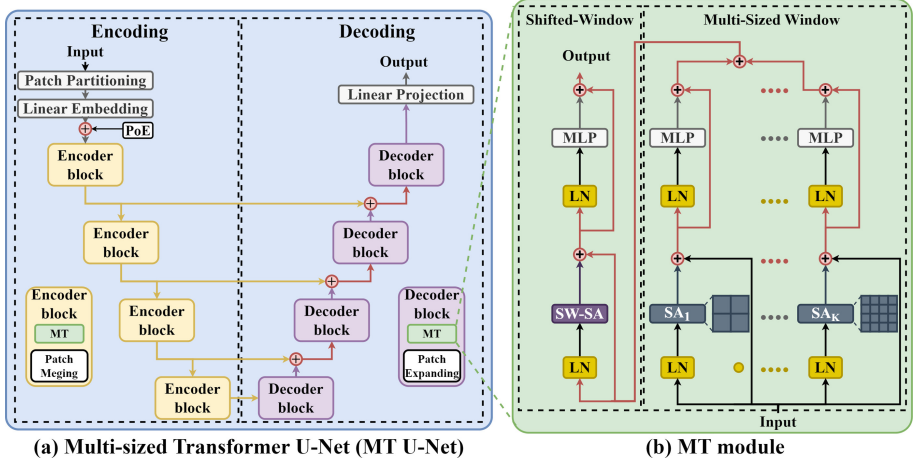 Encoding
Decoding
Input
Patch Partitioning
Linear Embedding
PoE
Encoder
block
Encoder
block
Encoder
block
Encoder
block
Encoder
block
MT
Patch
Meging
Output
Linear Projection
Decoder
block
Decoder
block
Decoder
block
Decoder
block
Decoder
block
MT
Patch
Expanding
(a) Multi-sized Transformer U-Net (MT U-Net)
Shifted-Window
Multi-Sized Window
Output
MLP
MLP
MLP
LN
LN
LN
SW-SA
SA1
SAK
LN
LN
LN
Input
(b) MT module